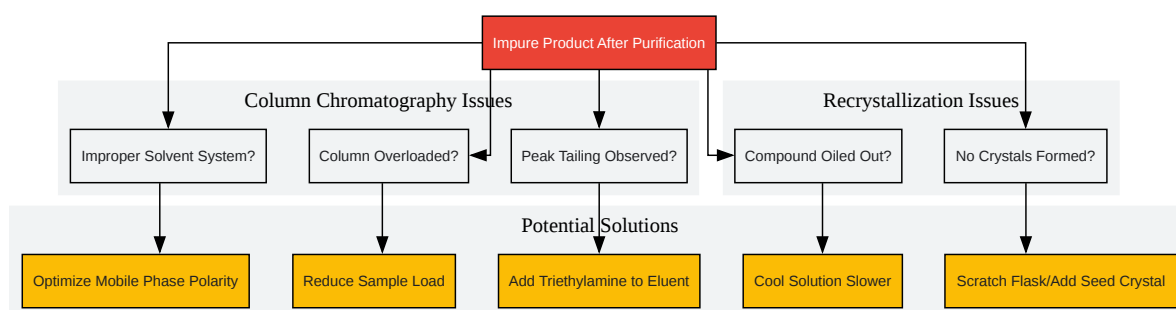 Impure Product After Purification
Column Chromatography Issues
Recrystallization Issues
Improper Solvent System?
Column Overloaded?
Peak Tailing Observed?
Compound Oiled Out?
No Crystals Formed?
Potential Solutions
Optimize Mobile Phase Polarity
Reduce Sample Load
Add Triethylamine to Eluent
Cool Solution Slower
Scratch Flask/Add Seed Crystal